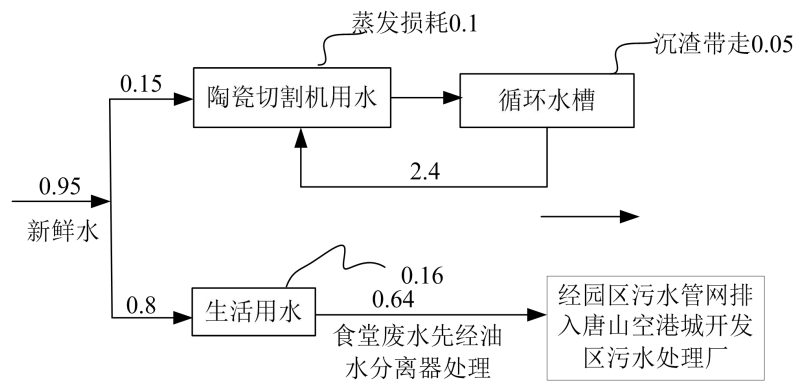 蒸发损耗0.1
沉渣带走0.05
0.15
陶瓷切割机用水
循环水槽
2.4
0.95
新鲜水
0.16
0.8
生活用水
0.64
食堂废水先经油
水分离器处理
经园区污水管网排
入唐山空港城开发
区污水处理厂